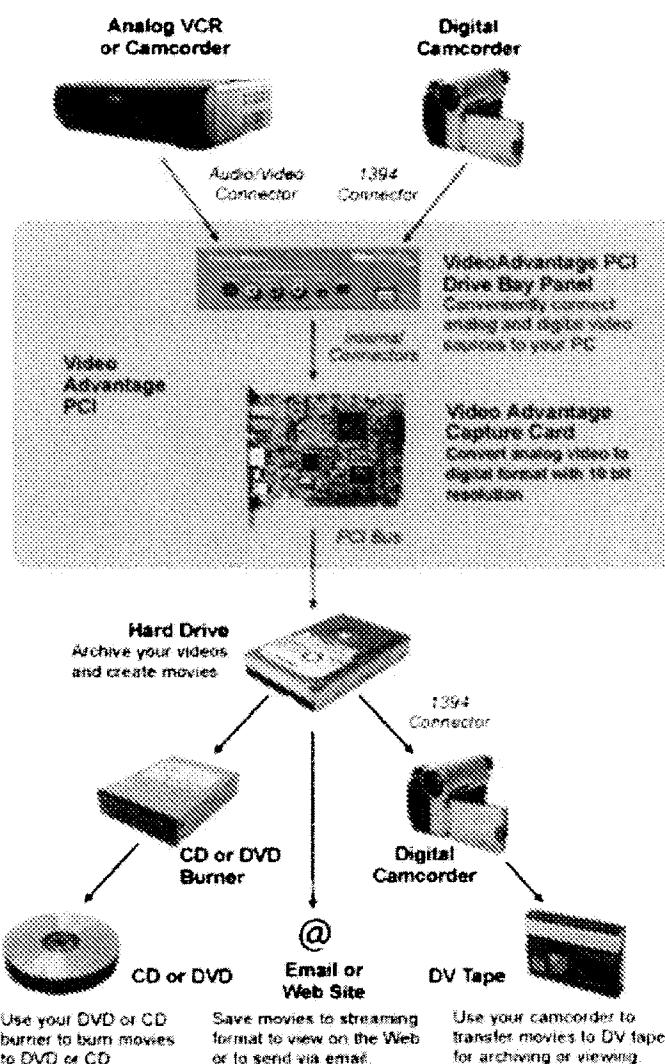 Analog VCR
or Camcorder
Digital
Camcorder
Audio/Video
Connector
1394
Connector
VideoAdvantage PCI
Drive Bay Panel
Conveniently connect
analog and digital video
sources to your PC
Internal
Connectors
Video
Advantage
PCI
Video Advantage
Capture Card
Convert analog video to
digital format with 10 bit
resolution
PCI Bus
Hard Drive
Archive your videos
and create movies
1394
Connector
CD or DVD
Burner
Digital
Camcorder
@
CD or DVD
Email or
Web Site
DV Tape
Use your DVD or CD
burner to burn movies
to DVD or CD
Save movies to streaming
format to view on the Web
or to send via email.
Use your camcorder to
transfer movies to DV tape
for archiving or viewing.